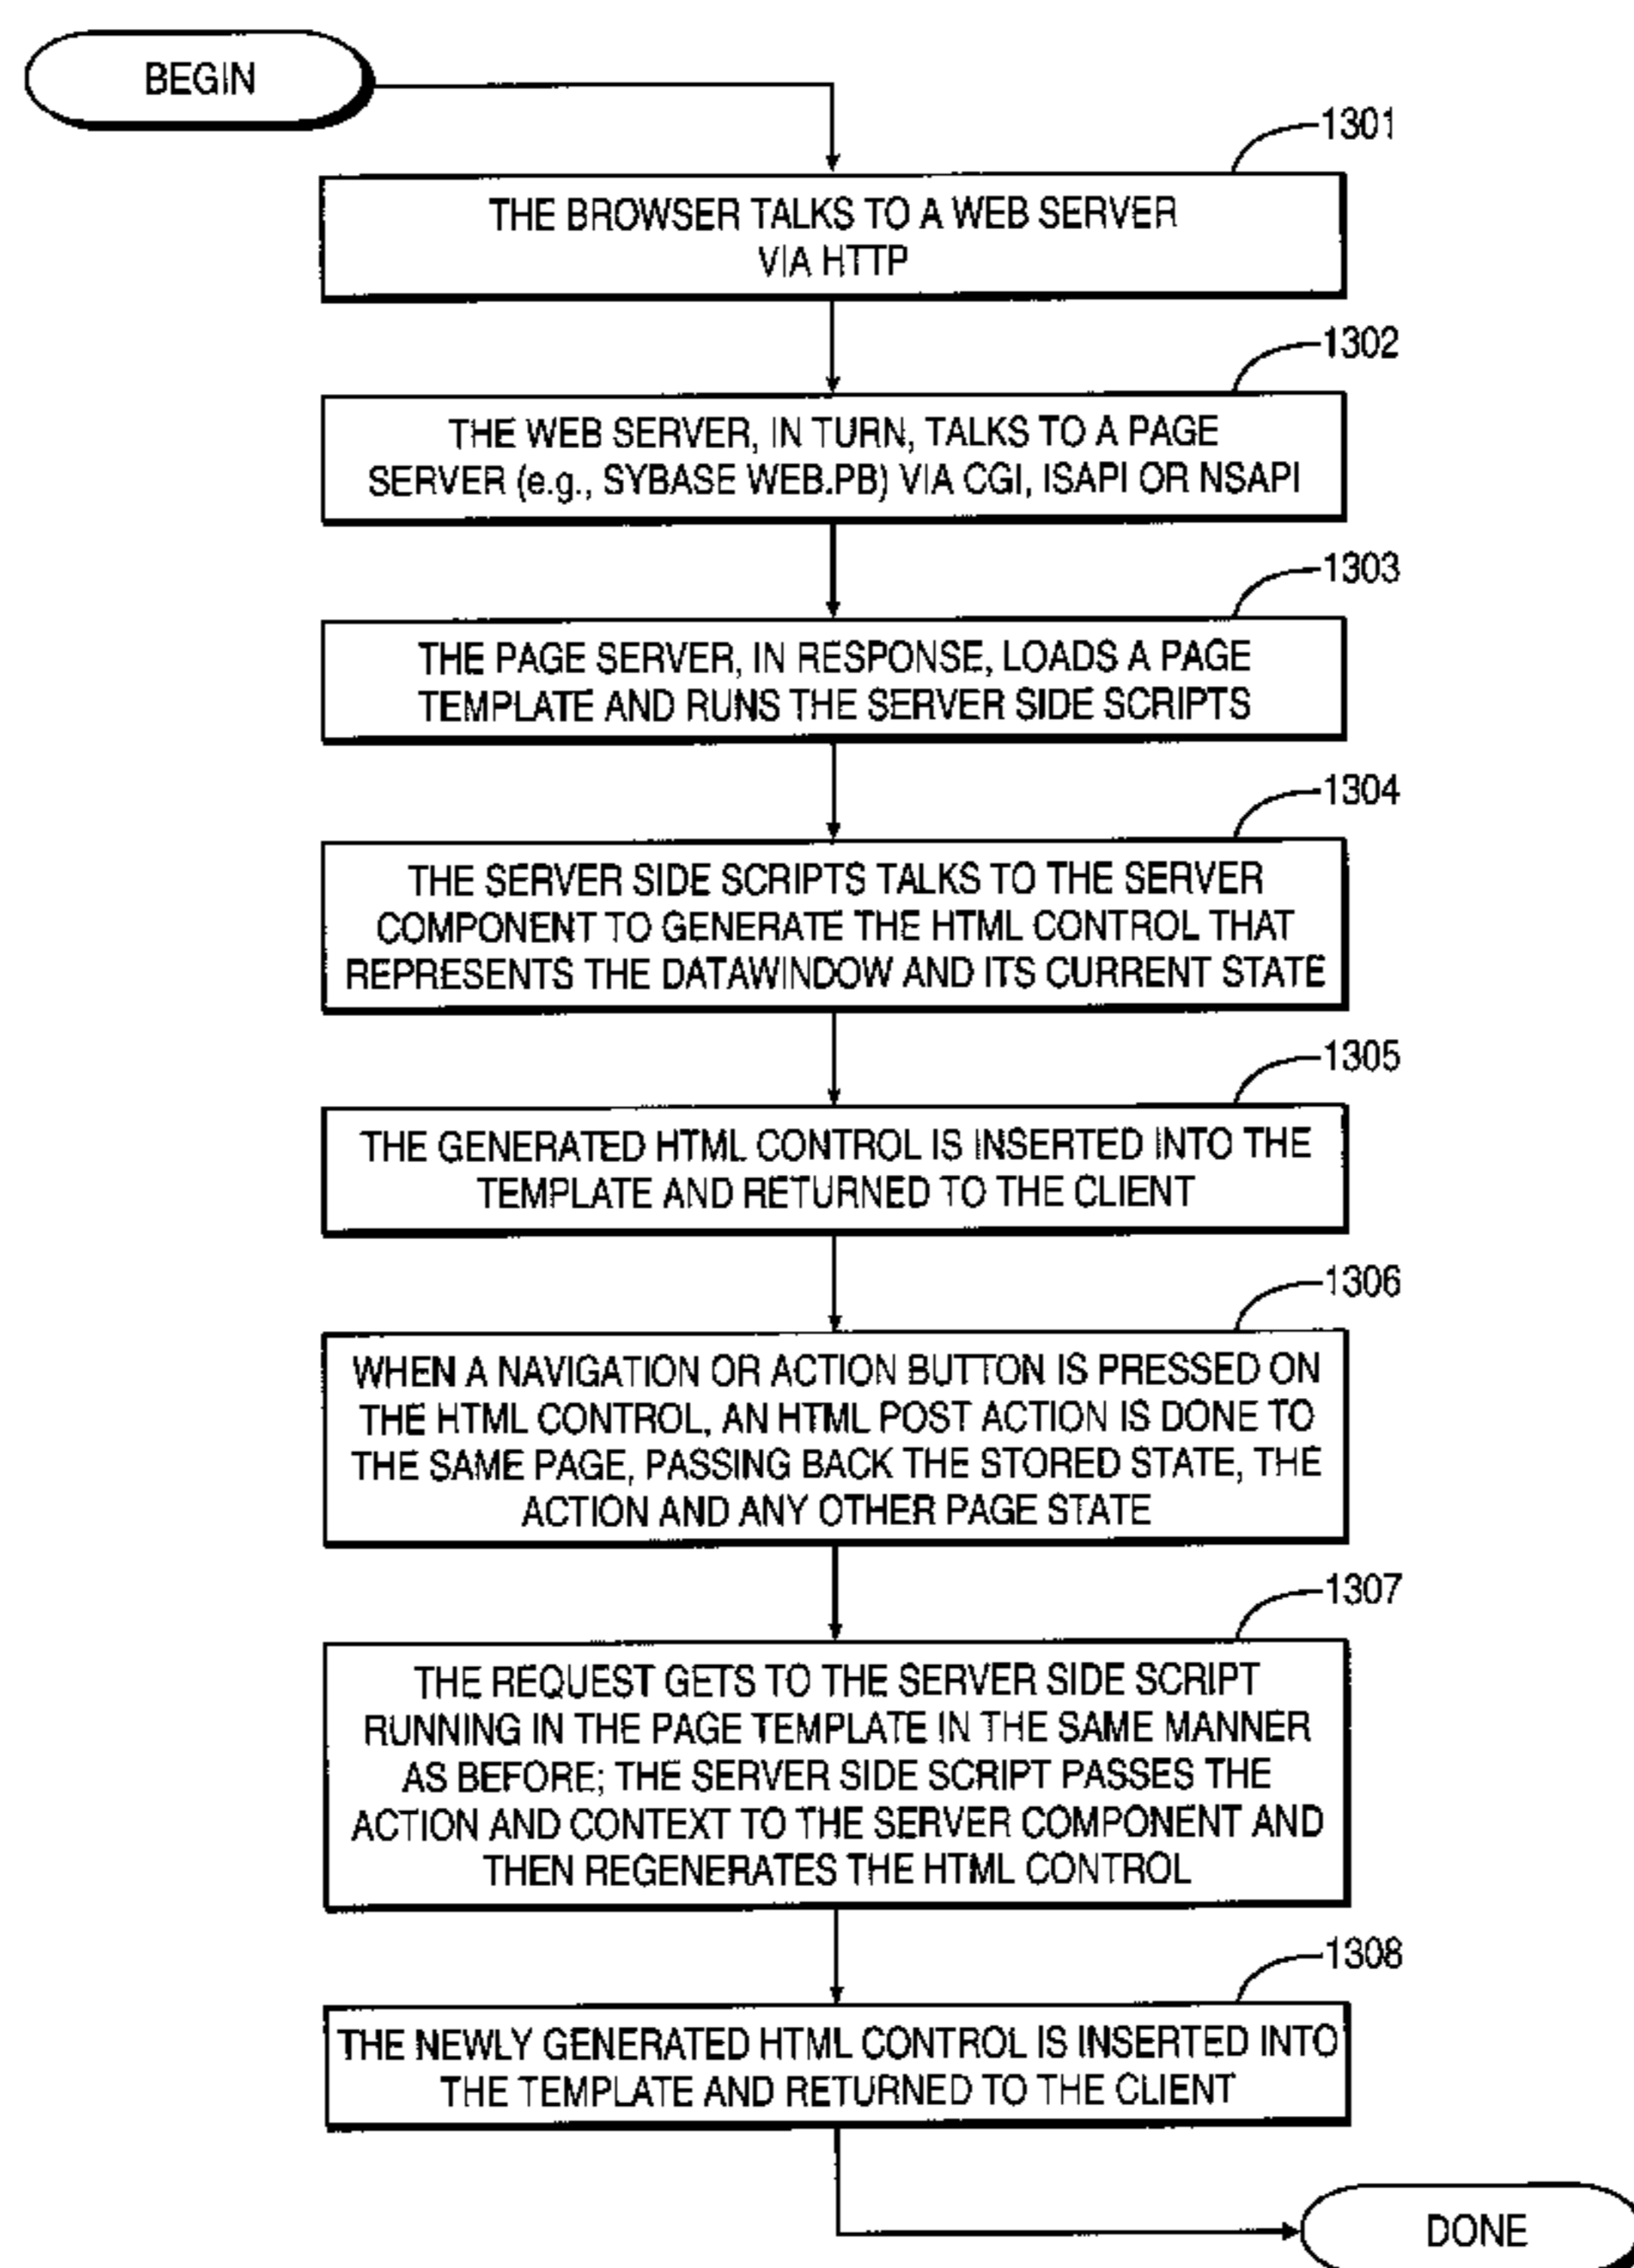 BEGIN
1301
THE BROWSER TALKS TO A WEB SERVER
VIA HTTP
1302
THE WEB SERVER, IN TURN, TALKS TO A PAGE
SERVER (e.g., SYBASE WEB.PB) VIA CGI, ISAPI OR NSAPI
1303
THE PAGE SERVER, IN RESPONSE, LOADS A PAGE
TEMPLATE AND RUNS THE SERVER SIDE SCRIPTS
1304
THE SERVER SIDE SCRIPTS TALKS TO THE SERVER
COMPONENT TO GENERATE THE HTML CONTROL THAT
REPRESENTS THE DATAWINDOW AND ITS CURRENT STATE
1305
THE GENERATED HTML CONTROL IS INSERTED INTO THE
TEMPLATE AND RETURNED TO THE CLIENT
1306
WHEN A NAVIGATION OR ACTION BUTTON IS PRESSED ON
THE HTML CONTROL, AN HTML POST ACTION IS DONE TO
THE SAME PAGE, PASSING BACK THE STORED STATE, THE
ACTION AND ANY OTHER PAGE STATE
1307
THE REQUEST GETS TO THE SERVER SIDE SCRIPT
RUNNING IN THE PAGE TEMPLATE IN THE SAME MANNER
AS BEFORE; THE SERVER SIDE SCRIPT PASSES THE
ACTION AND CONTEXT TO THE SERVER COMPONENT AND
THEN REGENERATES THE HTML CONTROL
1308
THE NEWLY GENERATED HTML CONTROL IS INSERTED INTO
THE TEMPLATE AND RETURNED TO THE CLIENT
DONE